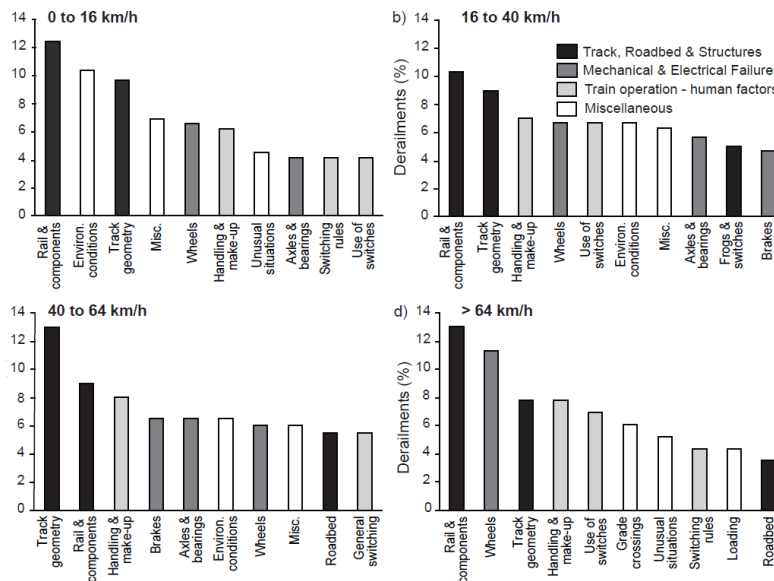 0 to 16 km/h
14
12
10
8
6
4
2
0
Rail &
components
Environ.
conditions
Track
geometry
Misc.
Wheels
Handling &
make-up
Unusual
situations
Axles &
bearings
Switching
rules
Use of
switches
b) 16 to 40 km/h
Derailments (%)
14
12
10
8
6
4
2
0
Track, Roadbed & Structures
Mechanical & Electrical Failures
Train operation - human factors
Miscellaneous
Rail &
components
Track
geometry
Handling &
make-up
Wheels
Use of
switches
Environ.
conditions
Misc.
Axles &
bearings
Frogs &
switches
Brakes
40 to 64 km/h
14
12
10
8
6
4
2
0
Track
geometry
Rail &
components
Handling &
make-up
Brakes
Axles &
bearings
Environ.
conditions
Wheels
Misc.
Roadbed
General
switching
d) > 64 km/h
Derailments (%)
14
12
10
8
6
4
2
0
Rail &
components
Wheels
Track
geometry
Handling &
make-up
Use of
switches
Grade
crossings
Unusual
situations
Switching
rules
Loading
Roadbed